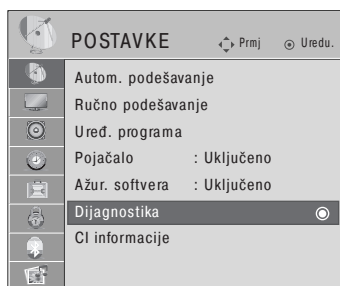 POSTAVKE Prmj Uredu.
Autom. podešavanje
Ručno podešavanje
Uređ. programa
Pojačalo : Uključeno
Ažur. softvera : Uključeno
Dijagnostika
CI informacije